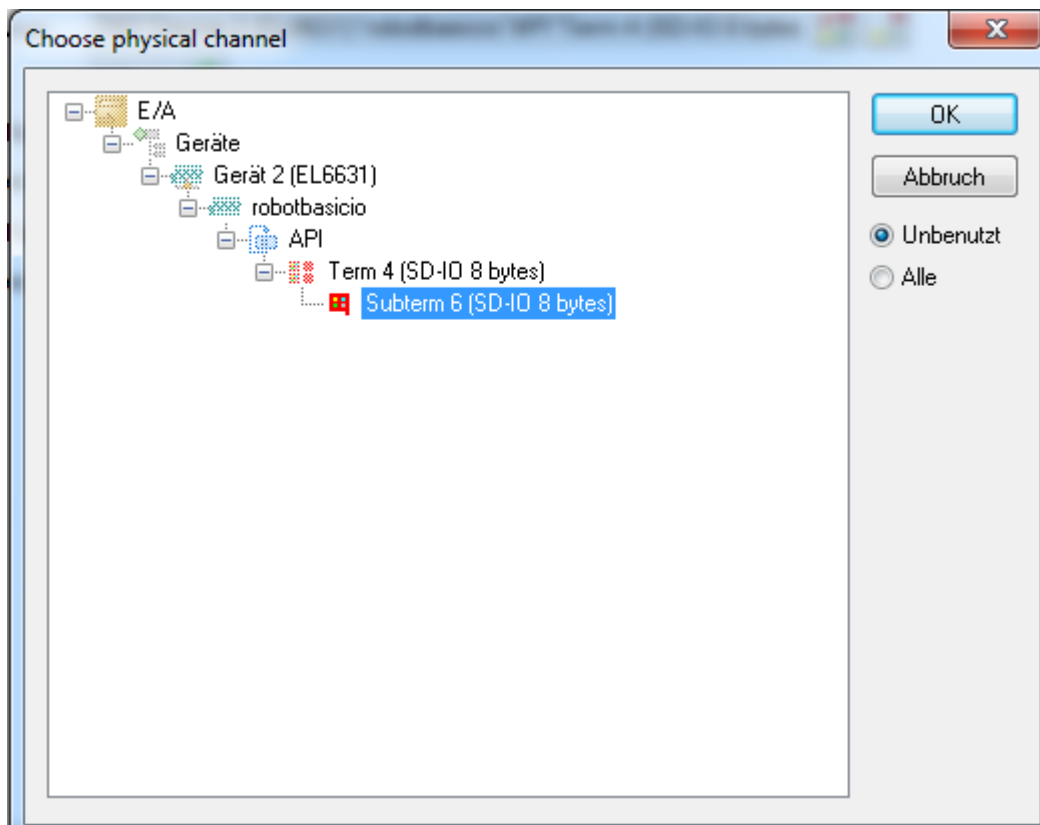 Choose physical channel
E/A
Geräte
Gerät 2 (EL6631)
robotbasicio
API
Term 4 (SD-IO 8 bytes)
Subterm 6 (SD-IO 8 bytes)
OK
Abbruch
Unbenutzt
Alle